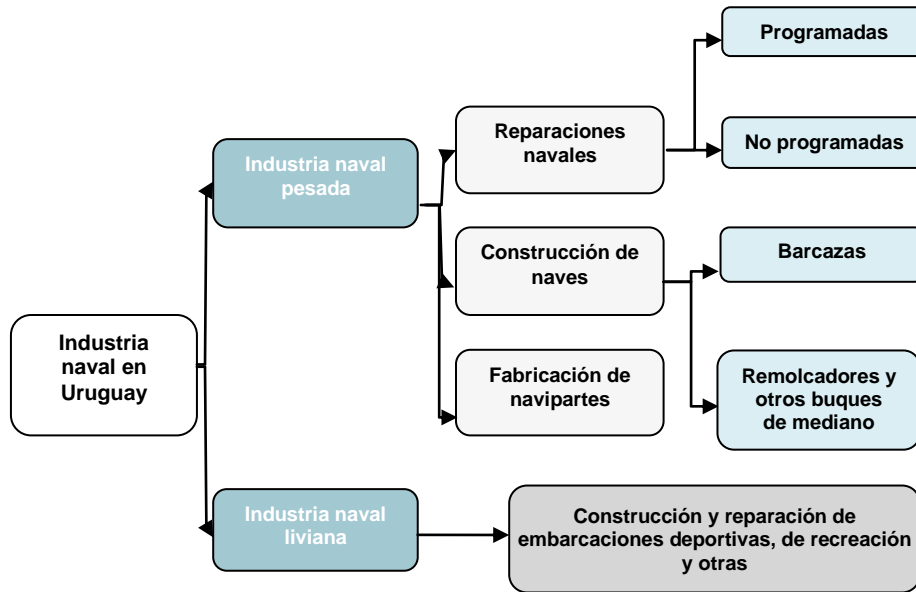 Industria
naval en
Uruguay
Industria naval
pesada
Reparaciones
navales
Programadas
No programadas
Construcción de
naves
Barcazas
Remolcadores y
otros buques
de mediano
Fabricación de
navipartes
Industria naval
liviana
Construcción y reparación de
embarcaciones deportivas, de recreación
y otras